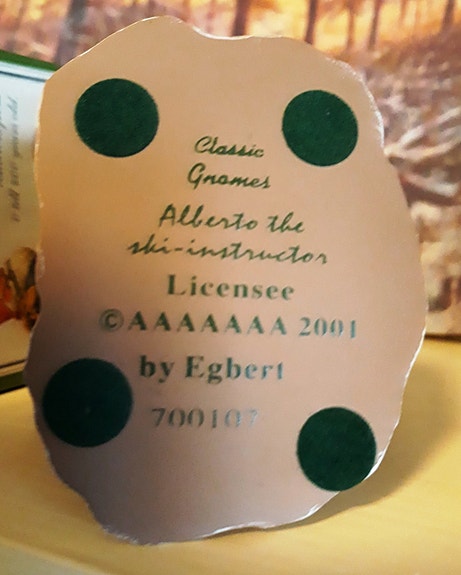 Classic
Gnomes
Alberto the
ski-instructor
Licensee
©AAAAAAA 2001
by Egbert
700107